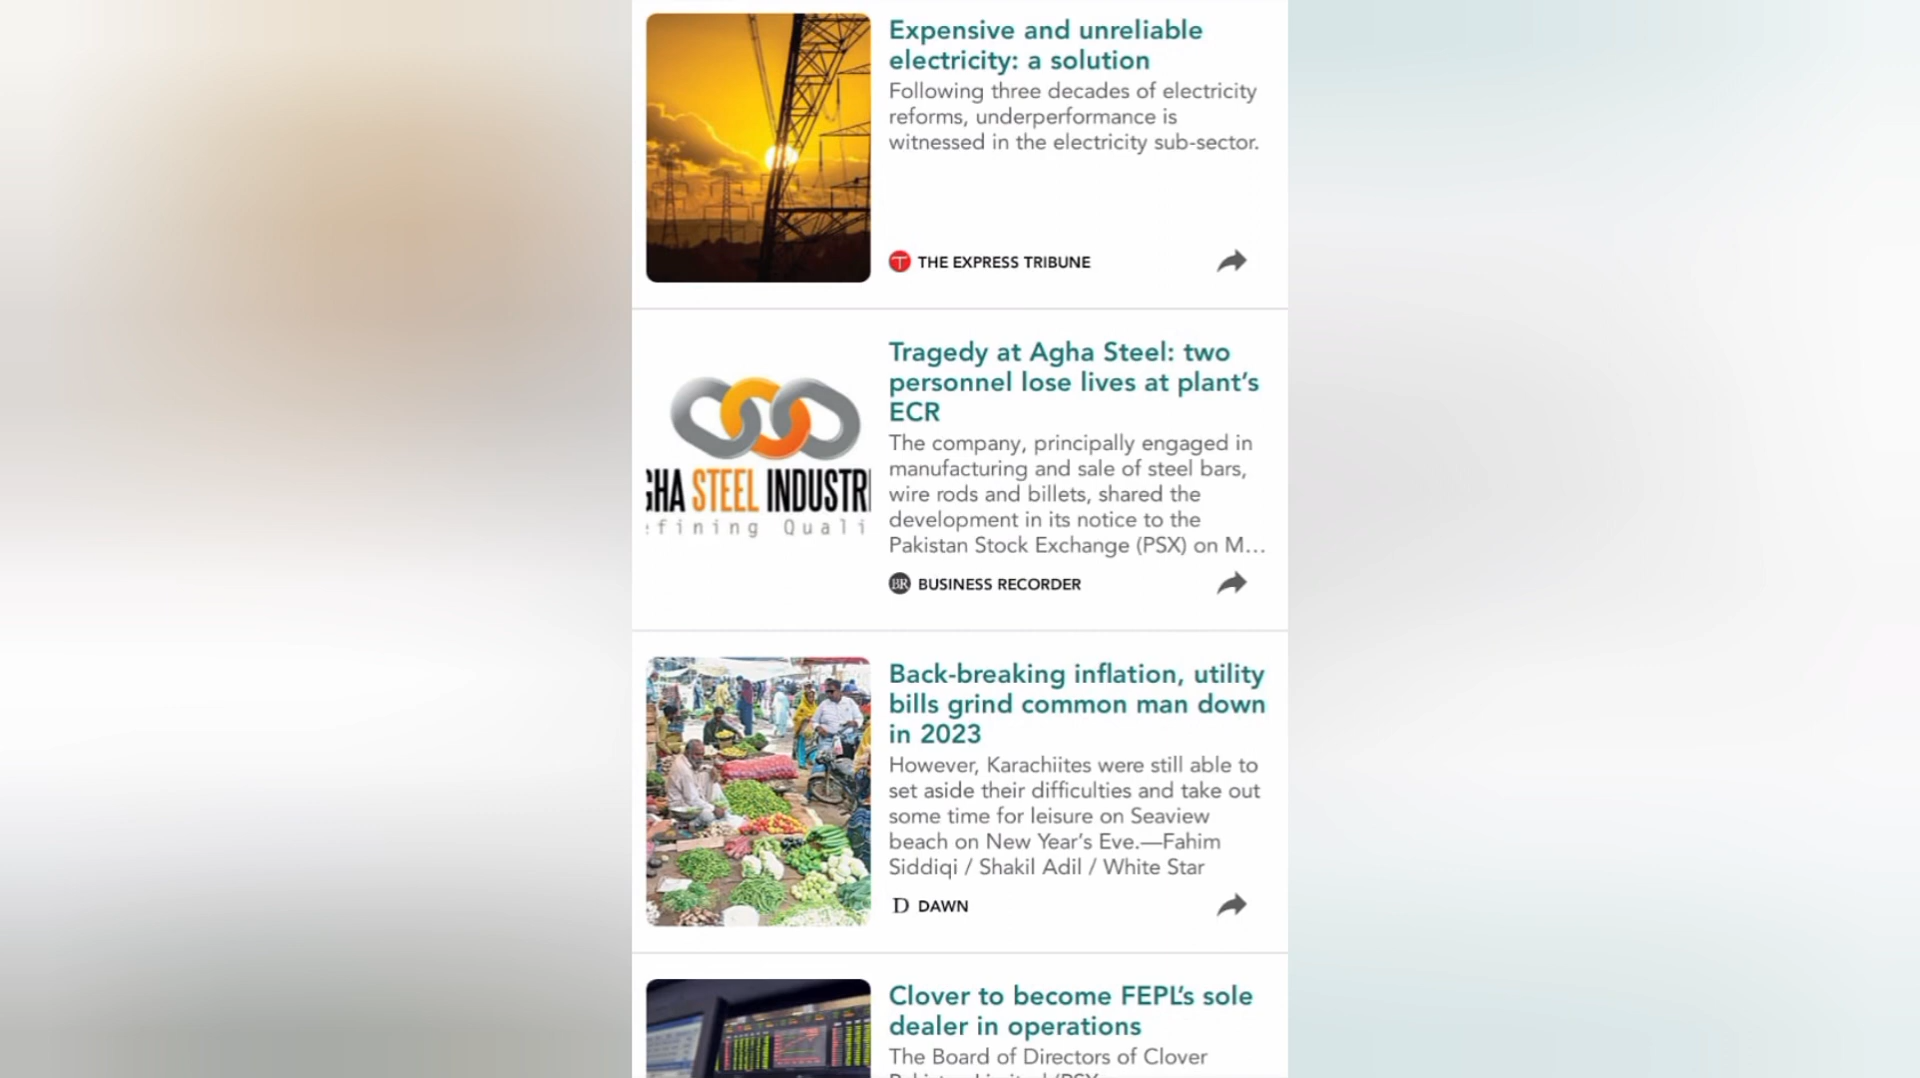 Expensive and unreliable
electricity: a solution
Following three decades of electricity
reforms, underperformance is
witnessed in the electricity sub-sector.
THE EXPRESS TRIBUNE
GHA STEEL INDUSTRI
efining Quali
Tragedy at Agha Steel: two
personnel lose lives at plant’s
ECR
The company, principally engaged in
manufacturing and sale of steel bars,
wire rods and billets, shared the
development in its notice to the
Pakistan Stock Exchange (PSX) on M...
BR BUSINESS RECORDER
Back-breaking inflation, utility
bills grind common man down
in 2023
However, Karachiites were still able to
set aside their difficulties and take out
some time for leisure on Seaview
beach on New Year’s Eve.—Fahim
Siddiqi / Shakil Adil / White Star
D DAWN
Clover to become FEPL’s sole
dealer in operations
The Board of Directors of Clover